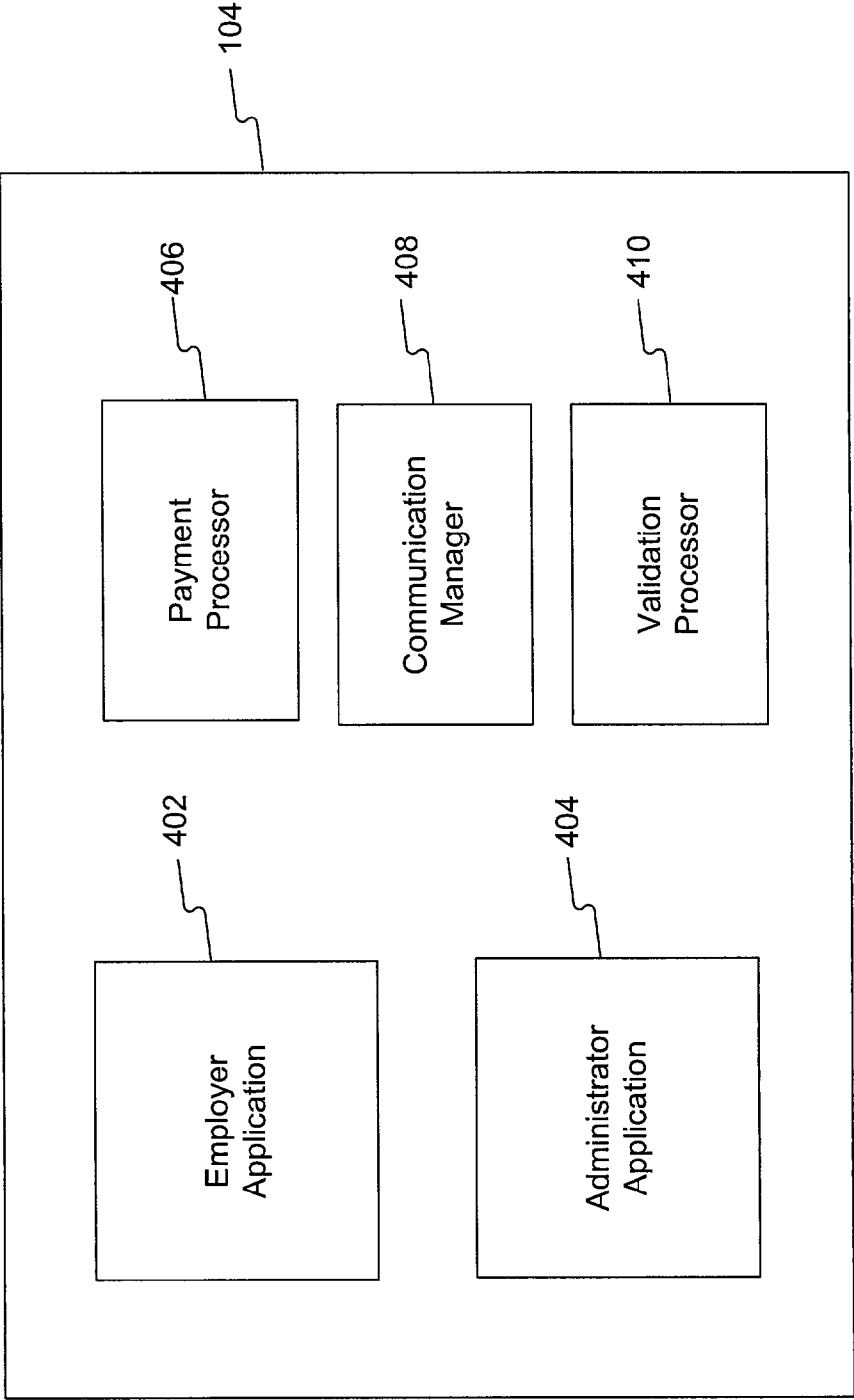 104
Employer
Application
402
Administrator
Application
404
Payment
Processor
406
Communication
Manager
408
Validation
Processor
410